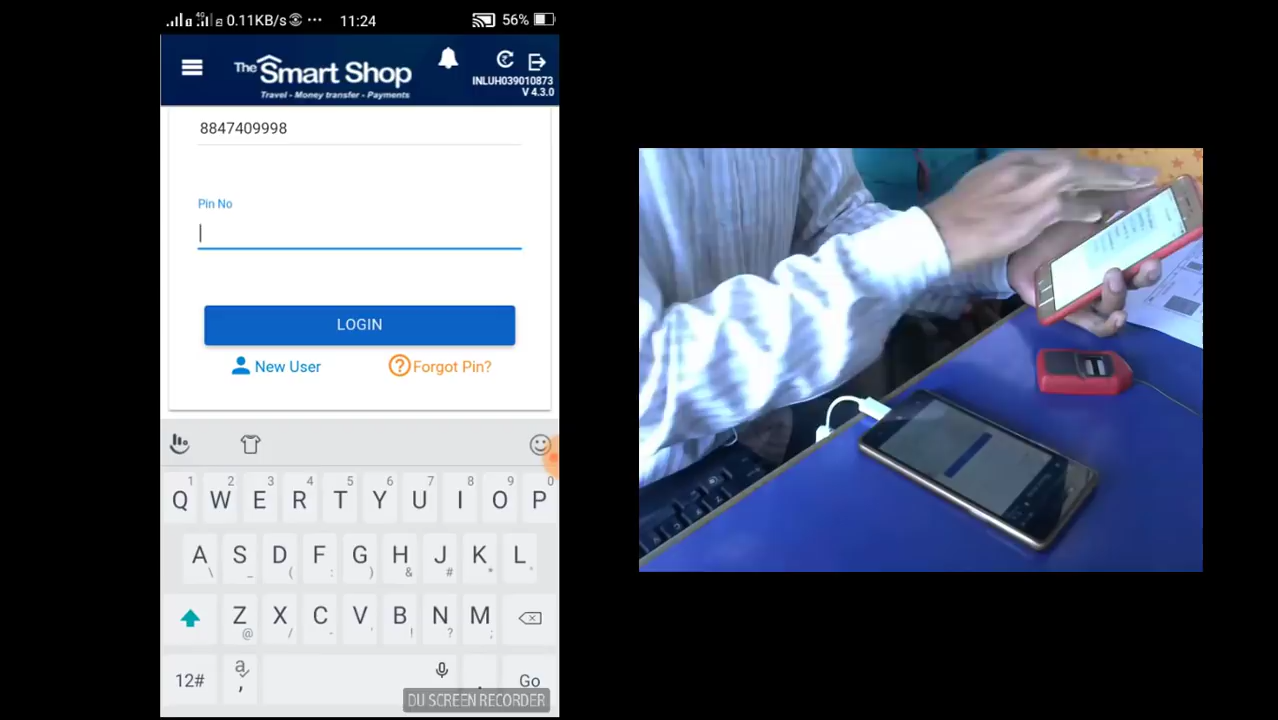 0.11KB/s ... 11:24 56%
The Smart Shop
Travel - Money transfer - Payments
INLUH039010873
V 4.3.0
8847409998
Pin No
LOGIN
New User
? Forgot Pin?
1 2 3 4 5 6 7 8 9 0
Q W E R T Y U I O P
A S D F G H J K L
\ _ ( : ) & # * "
Z X C V B N M
@ / - ' ! ? ;
12# a , . Go
DU SCREEN RECORDER